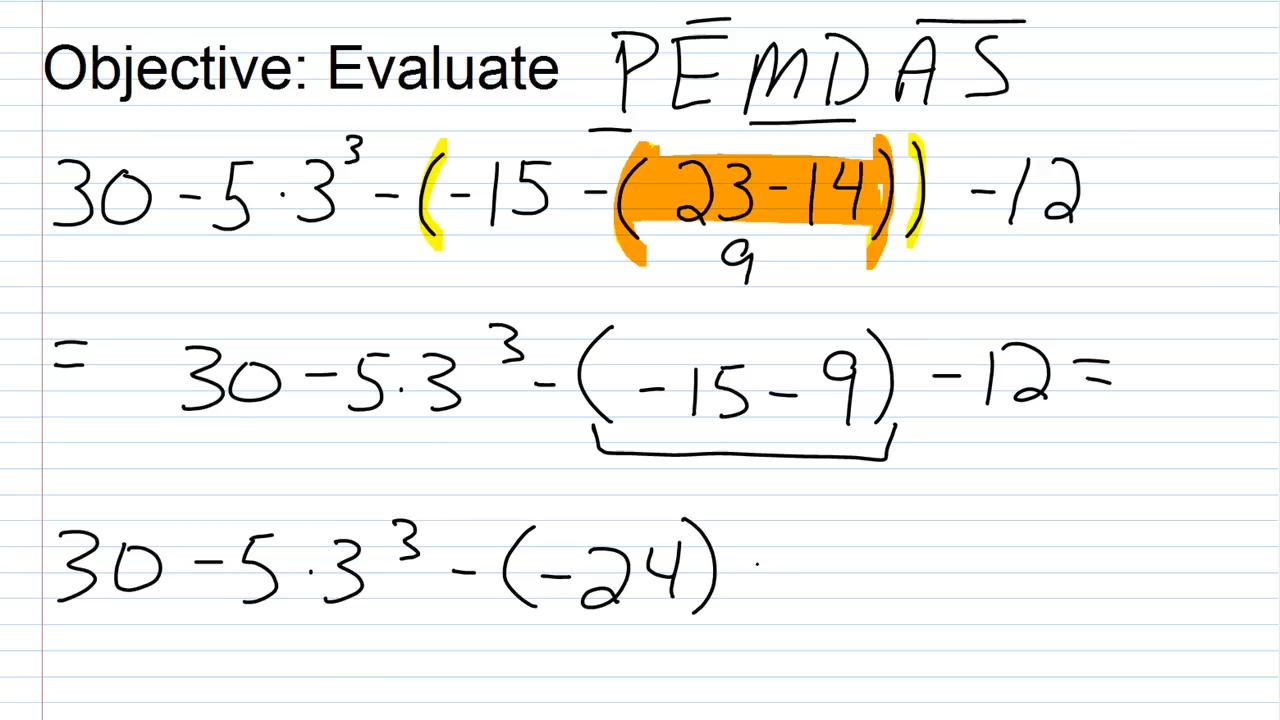 Objective: Evaluate PEMDAS
30 - 5 · 3³ - (-15 - (23 - 14)) - 12
9
= 30 - 5 · 3³ - (-15 - 9) - 12 =
30 - 5 · 3³ - (-24)